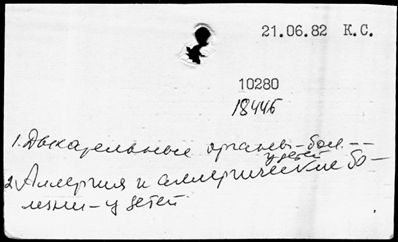 21.06.82 К.С.
10280
18446
1. Дыхательные органы - бол --
у детей
2. Аллергия и аллергические бо-
лезни - у детей